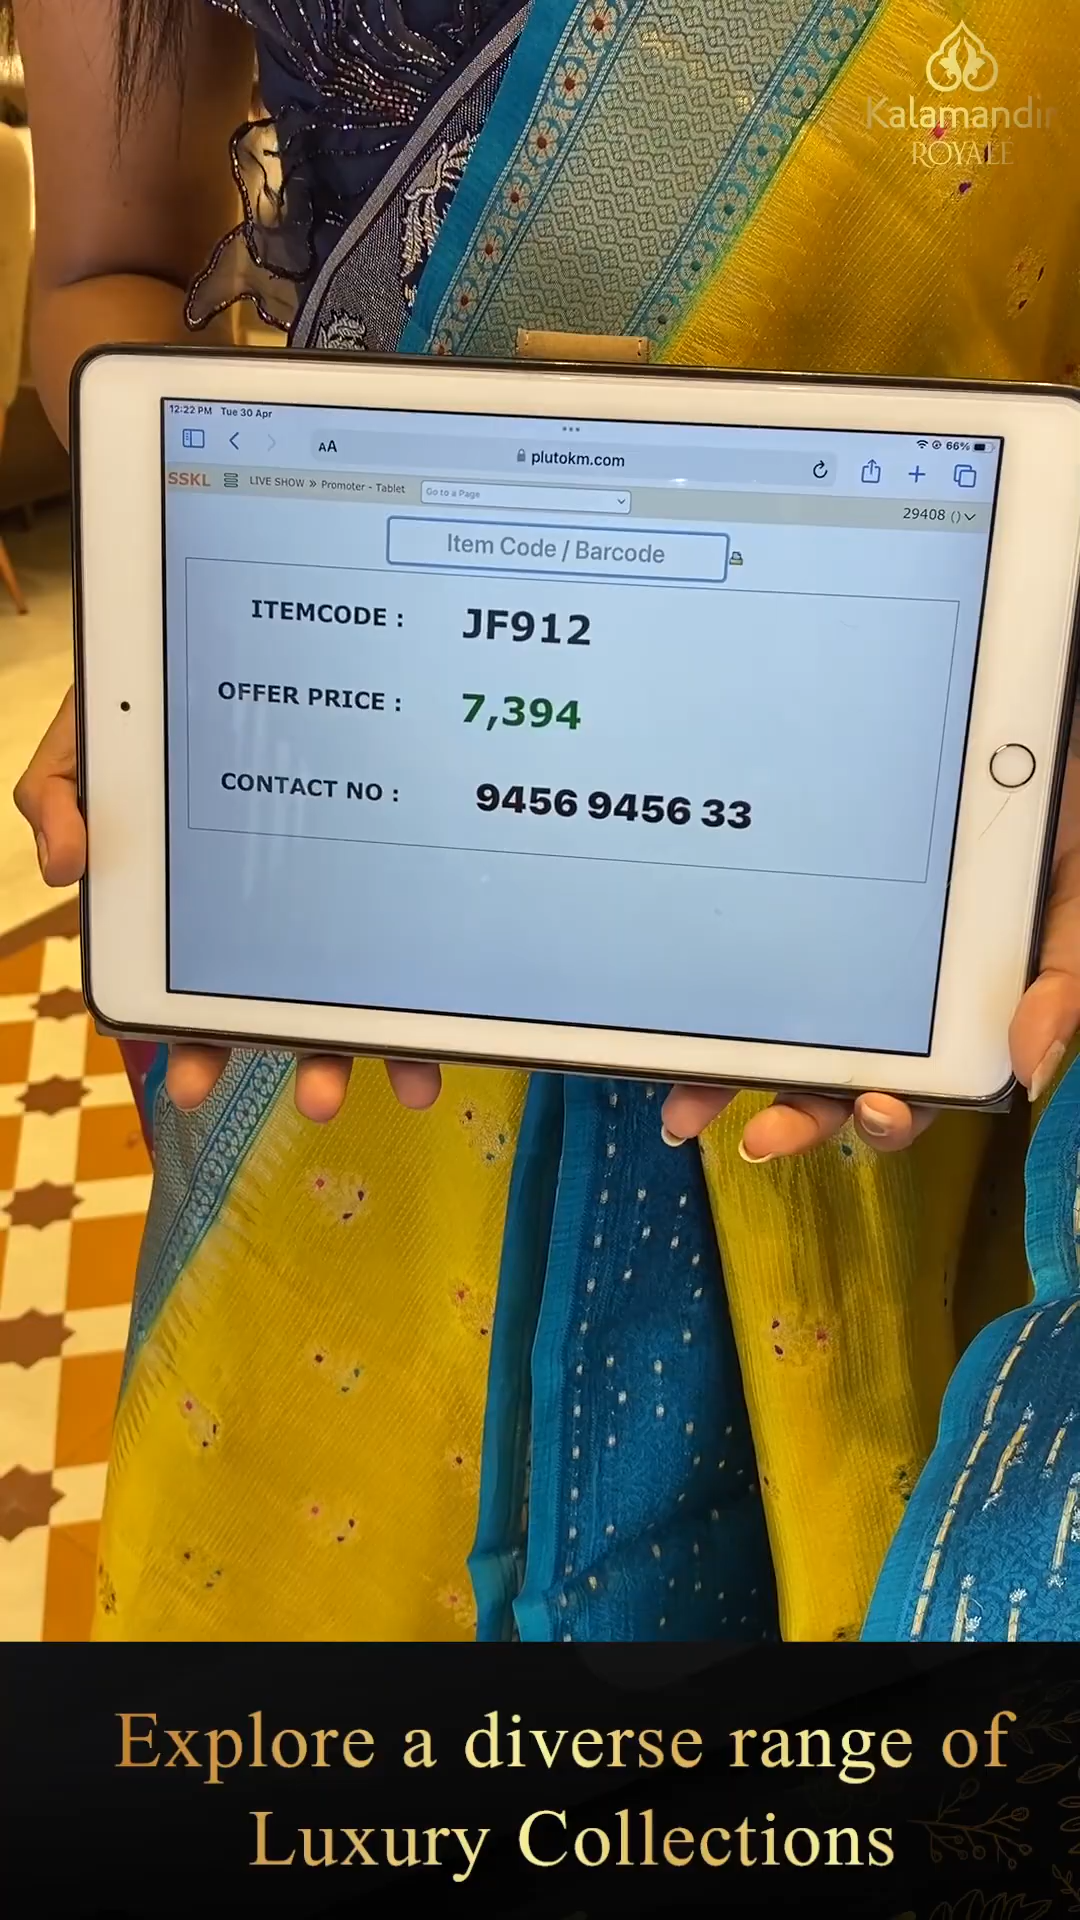 Kalamandir
ROYALE
12:22 PM Tue 30 Apr
66%
AA
plutokm.com
SSKL LIVE SHOW » Promoter - Tablet Go to a Page
29408 ()
Item Code / Barcode
ITEMCODE : JF912
OFFER PRICE : 7,394
CONTACT NO : 9456 9456 33
Explore a diverse range of
Luxury Collections